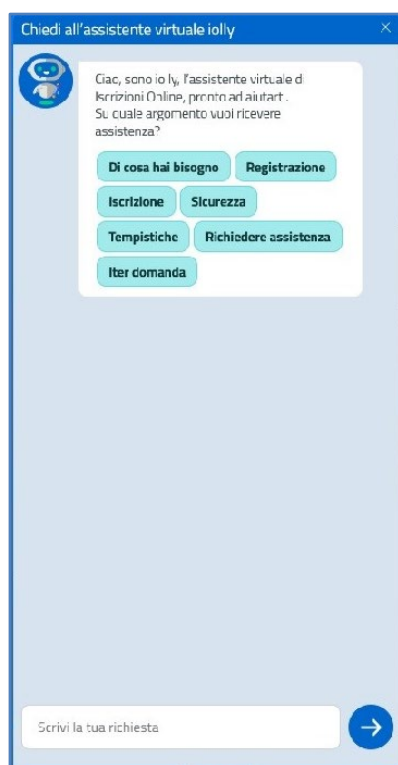 Chiedi all'assistente virtuale iolly
Ciao, sono iolly, l'assistente virtuale di
Iscrizioni Online, pronto ad aiutarti.
Su quale argomento vuoi ricevere
assistenza?
Di cosa hai bisogno Registrazione
Iscrizione Sicurezza
Tempistiche Richiedere assistenza
Iter domanda
Scrivi la tua richiesta